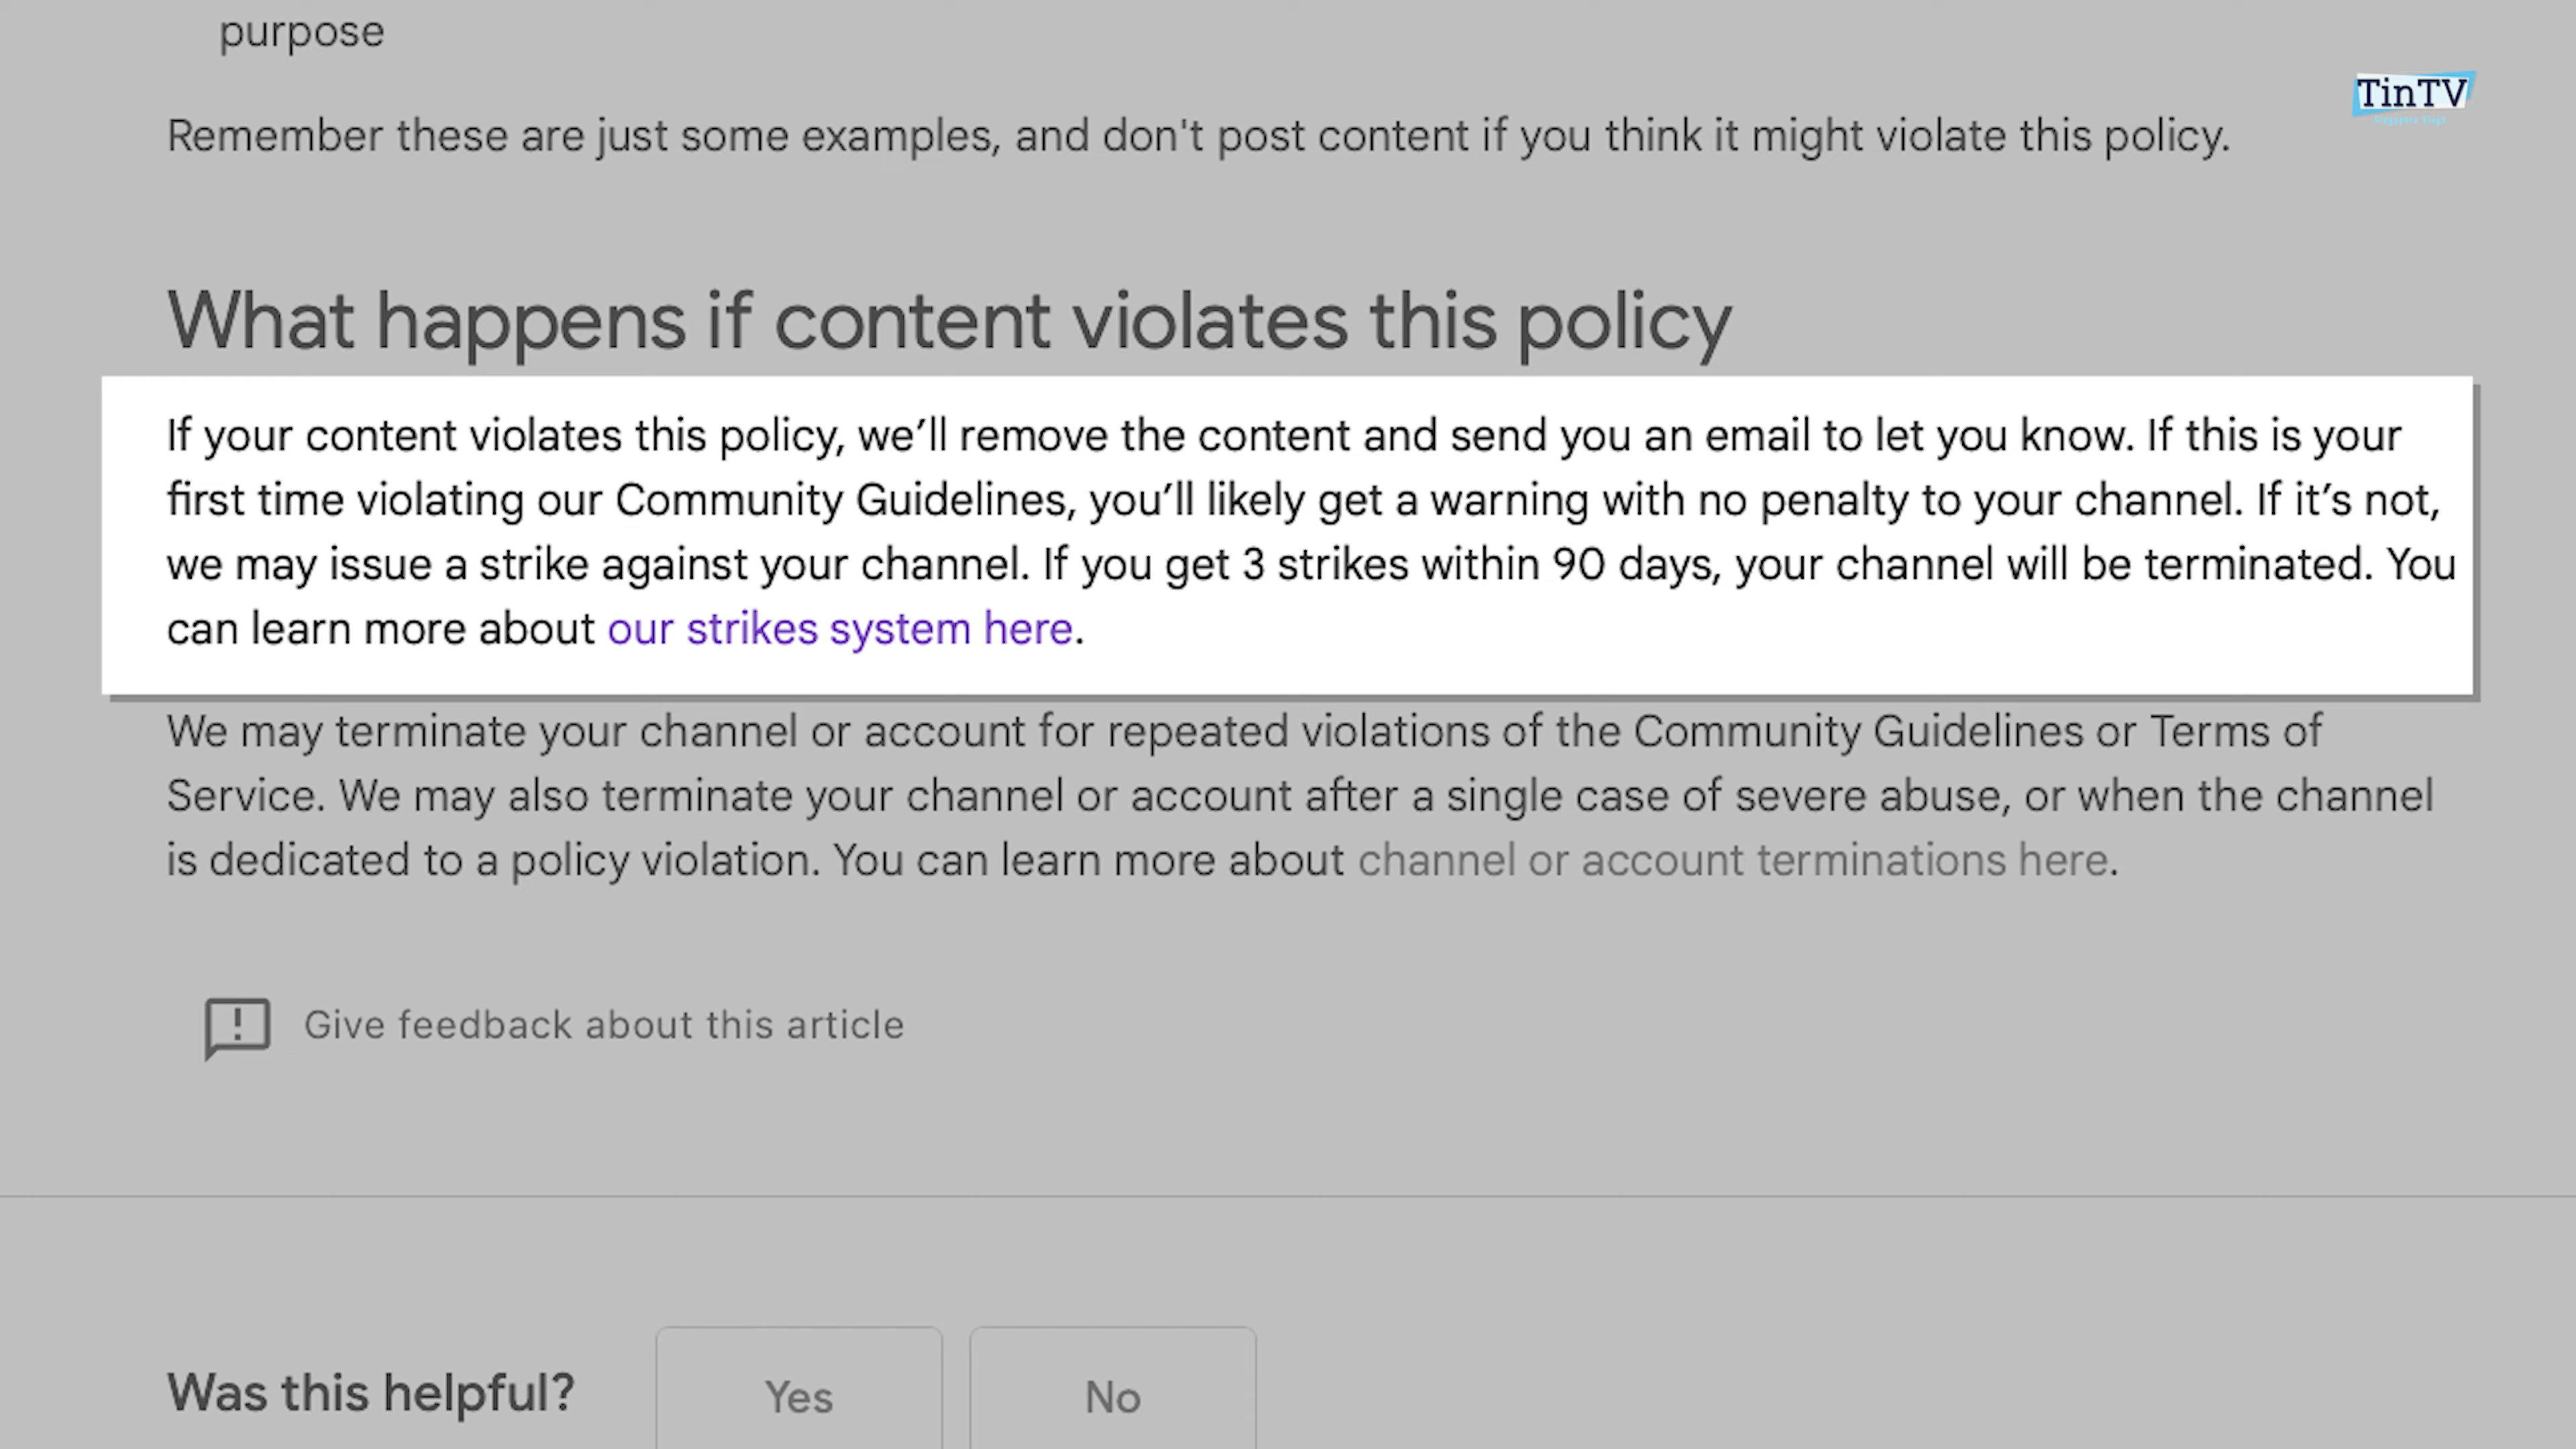 purpose
TinTV
Remember these are just some examples, and don't post content if you think it might violate this policy.
What happens if content violates this policy
If your content violates this policy, we’ll remove the content and send you an email to let you know. If this is your
first time violating our Community Guidelines, you’ll likely get a warning with no penalty to your channel. If it’s not,
we may issue a strike against your channel. If you get 3 strikes within 90 days, your channel will be terminated. You
can learn more about our strikes system here.
We may terminate your channel or account for repeated violations of the Community Guidelines or Terms of
Service. We may also terminate your channel or account after a single case of severe abuse, or when the channel
is dedicated to a policy violation. You can learn more about channel or account terminations here.
Give feedback about this article
Was this helpful?
Yes
No